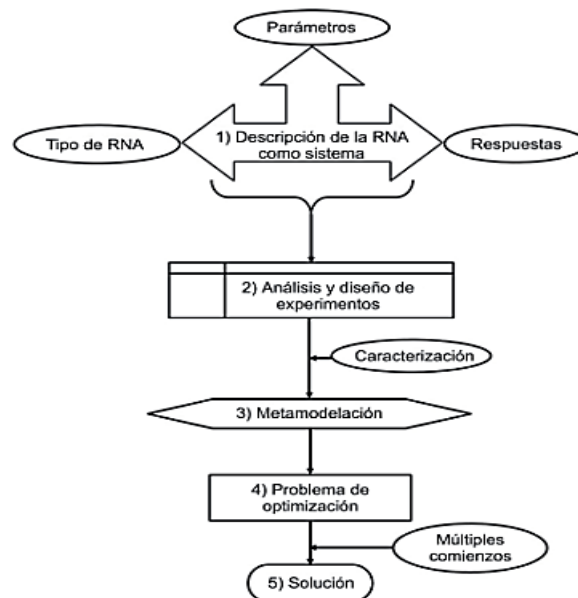 Parámetros
Tipo de RNA
1) Descripción de la RNA
como sistema
Respuestas
2) Análisis y diseño de
experimentos
Caracterización
3) Metamodelación
4) Problema de
optimización
Múltiples
comienzos
5) Solución